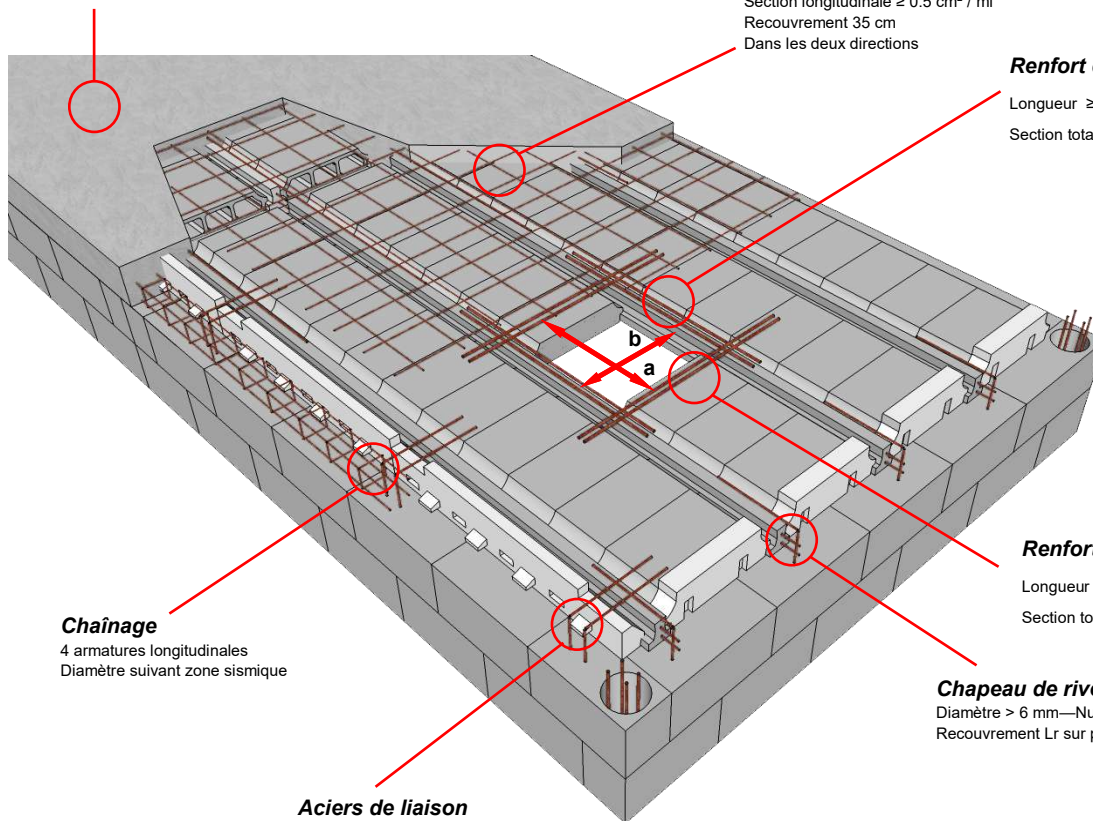 Section longitudinale ≥ 0.5 cm² / ml
Recouvrement 35 cm
Dans les deux directions
Renfort
Longueur ≥
Section total
b
a
Chaînage
4 armatures longitudinales
Diamètre suivant zone sismique
Renfort
Longueur
Section to
Chapeau de rive
Diamètre > 6 mm—Nu
Recouvrement Lr sur p
Aciers de liaison